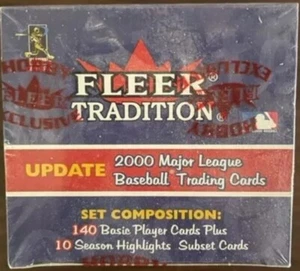 FLEER
TRADITION
UPDATE
2000 Major League
Baseball Trading Cards
SET COMPOSITION:
140 Basic Player Cards Plus
10 Season Highlights Subset Cards